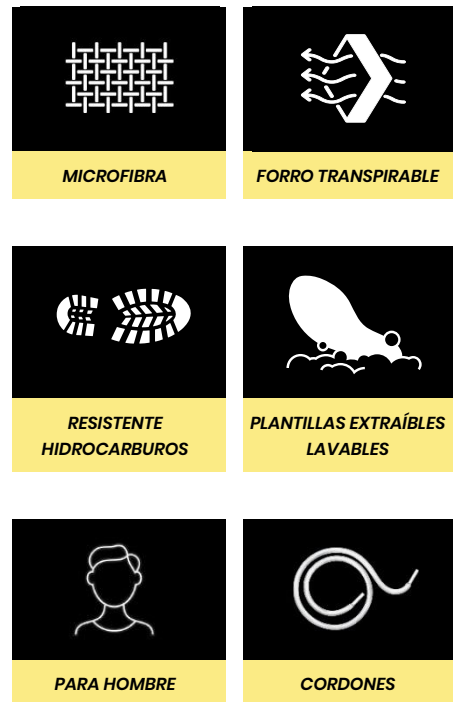 MICROFIBRA
FORRO TRANSPIRABLE
RESISTENTE
HIDROCARBUROS
PLANTILLAS EXTRAÍBLES
LAVABLES
PARA HOMBRE
CORDONES